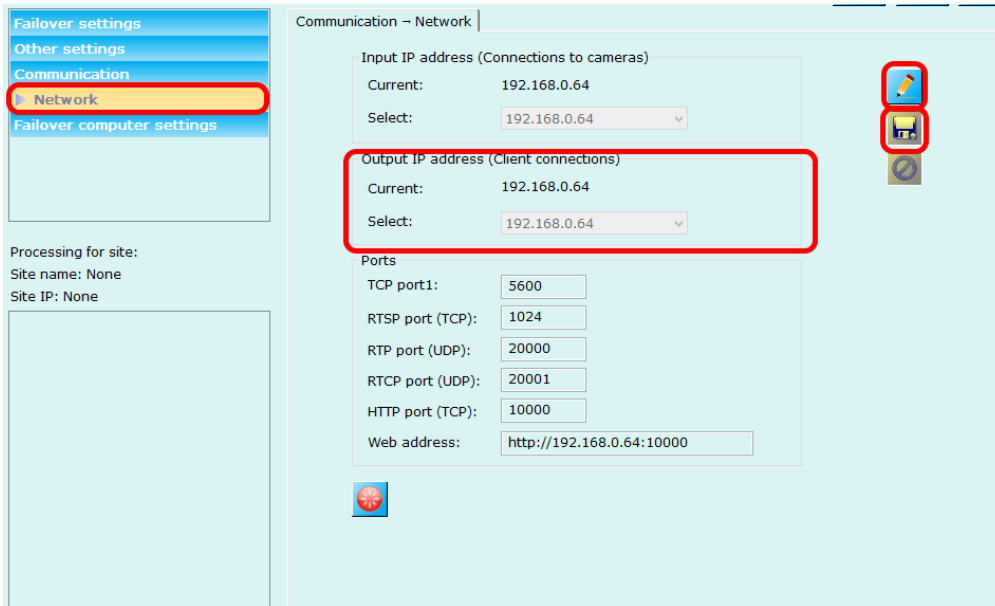 Failover settings
Other settings
Communication
Network
Failover computer settings
Processing for site:
Site name: None
Site IP: None
Communication – Network
Input IP address (Connections to cameras)
Current: 192.168.0.64
Select: 192.168.0.64
Output IP address (Client connections)
Current: 192.168.0.64
Select: 192.168.0.64
Ports
TCP port1: 5600
RTSP port (TCP): 1024
RTP port (UDP): 20000
RTCP port (UDP): 20001
HTTP port (TCP): 10000
Web address: http://192.168.0.64:10000